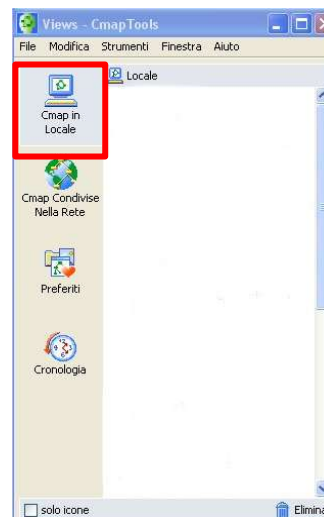 Views - CmapTools
File Modifica Strumenti Finestra Aiuto
Locale
Cmap in
Locale
Cmap Condivise
Nella Rete
Preferiti
Cronologia
solo icone
Elimina